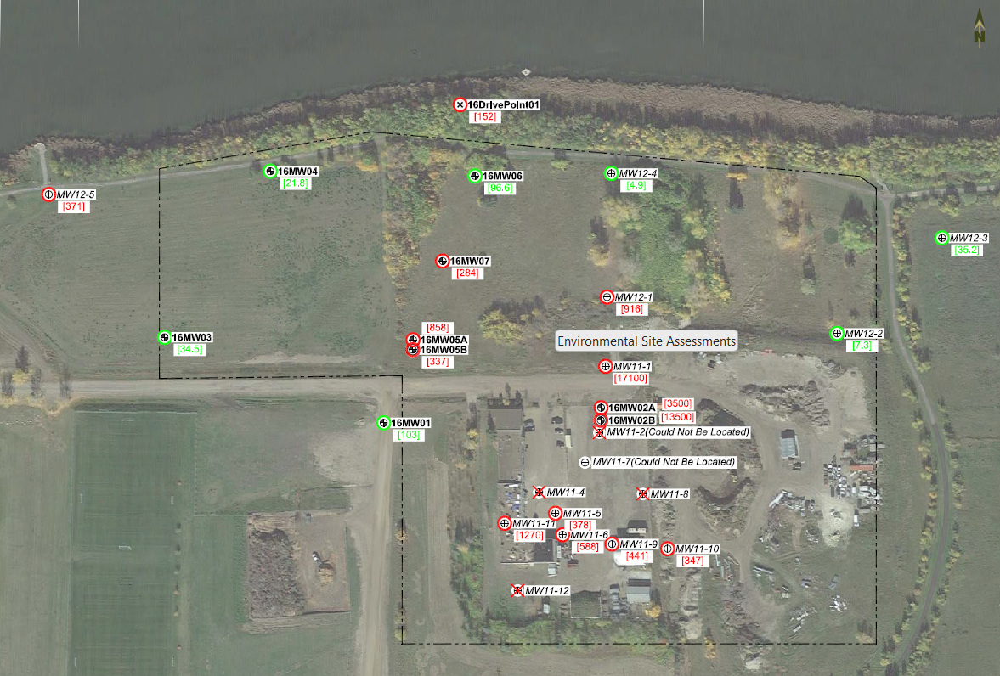 N
16DrivePoint01
[152]
16MW04
[21.8]
16MW06
[96.6]
MW12-4
[4.9]
MW12-5
[371]
MW12-3
[35.2]
16MW07
[284]
MW12-1
[916]
[858]
16MW05A
16MW05B
[337]
16MW03
[34.5]
Environmental Site Assessments
MW12-2
[7.3]
MW11-1
[17100]
16MW02A
[3500]
16MW02B
[13500]
MW11-2(Could Not Be Located)
16MW01
[103]
MW11-7(Could Not Be Located)
MW11-4
MW11-8
MW11-5
[378]
MW11-11
[1270]
MW11-6
[588]
MW11-9
[441]
MW11-10
[347]
MW11-12